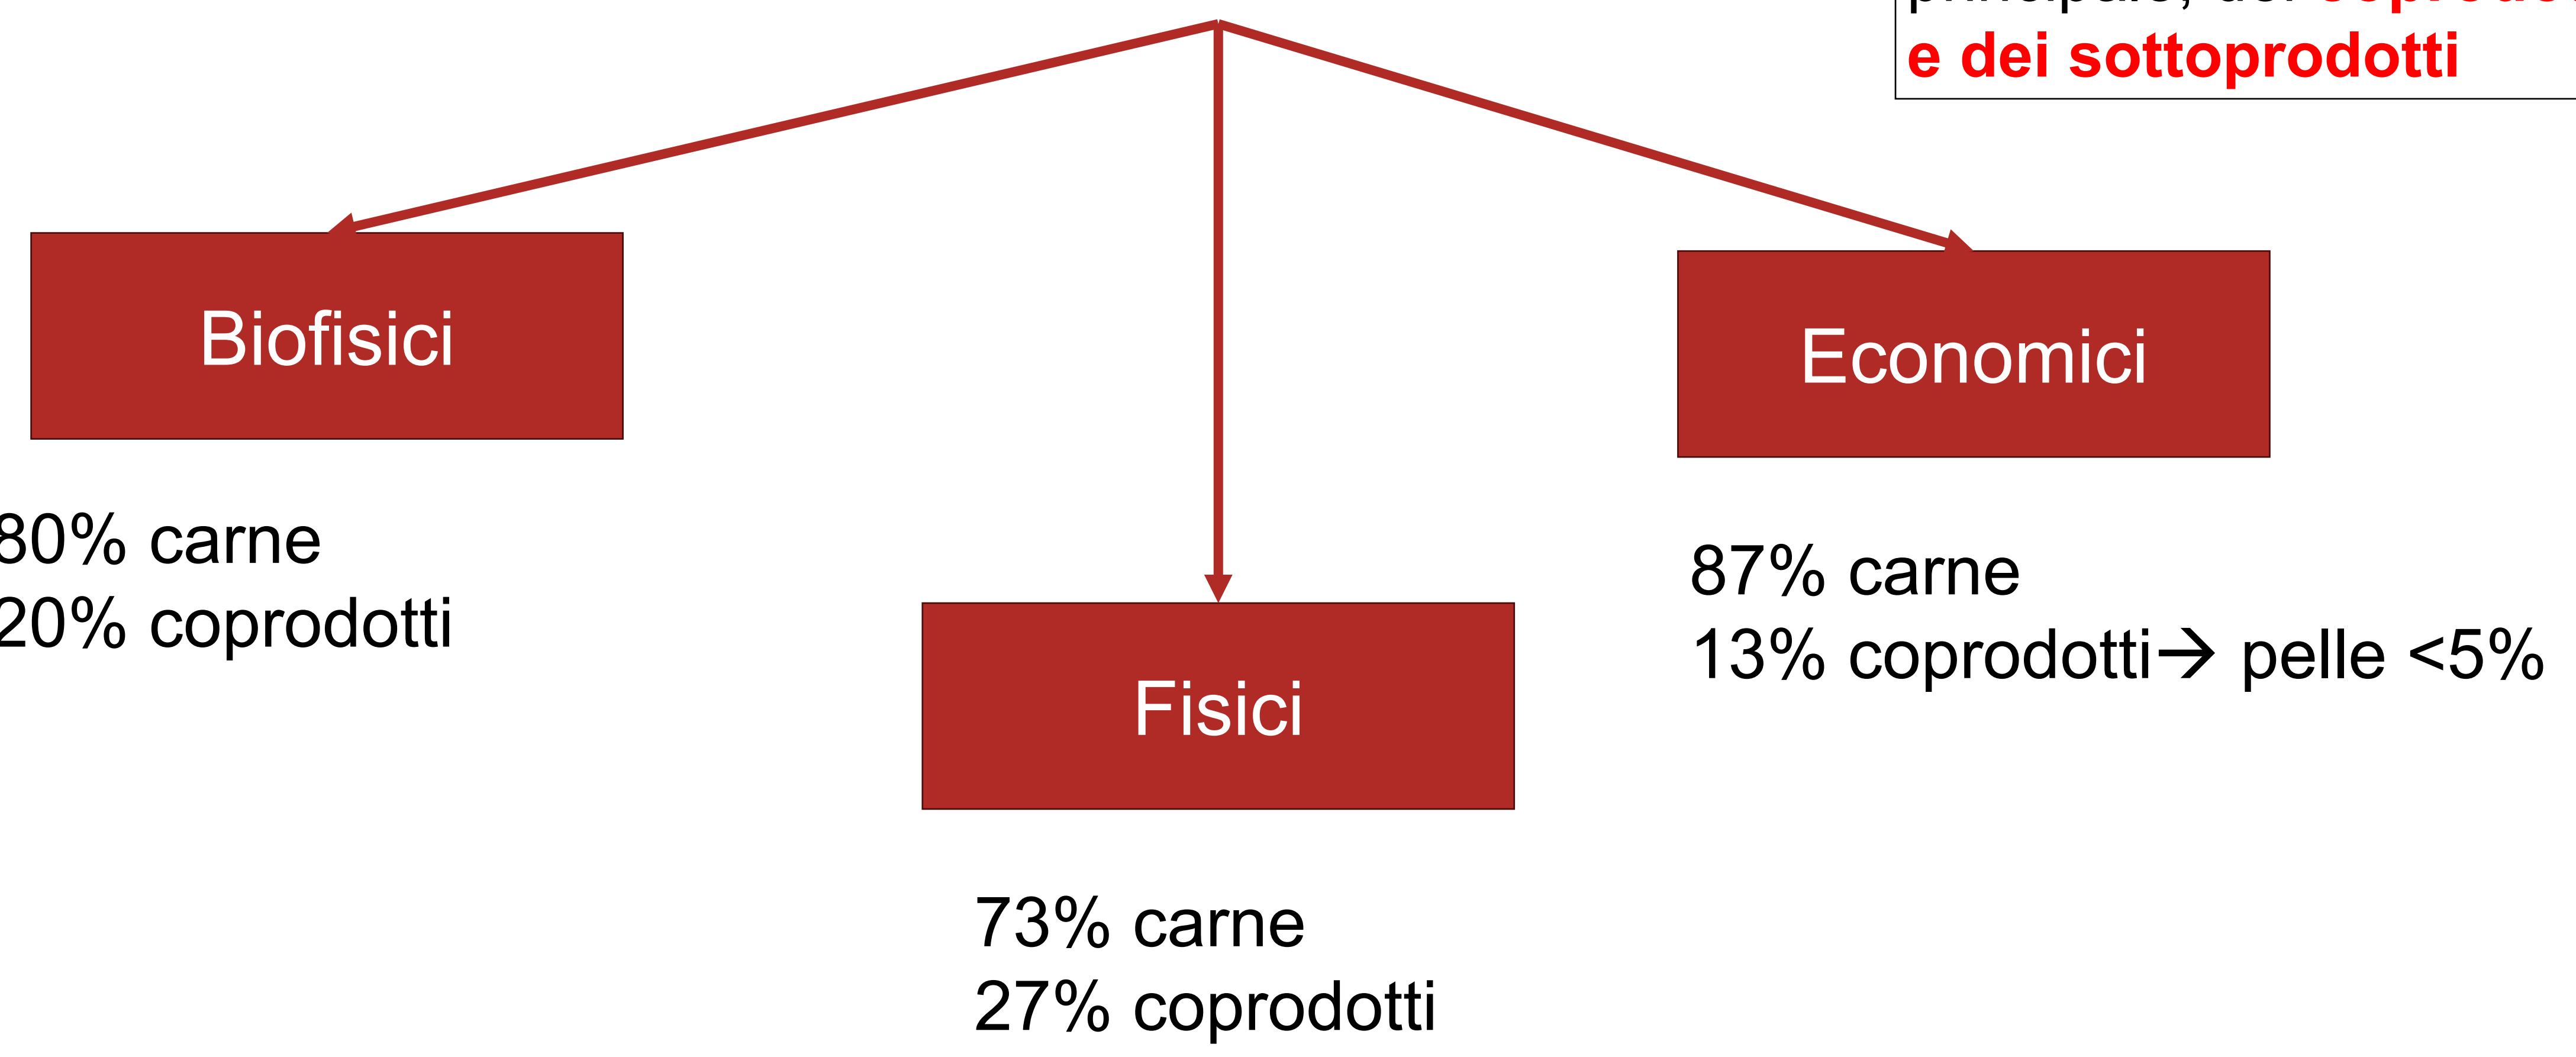 e dei sottoprodotti
Biofisici
Economici
80% carne
20% coprodotti
87% carne
13% coprodotti→ pelle <5%
Fisici
73% carne
27% coprodotti